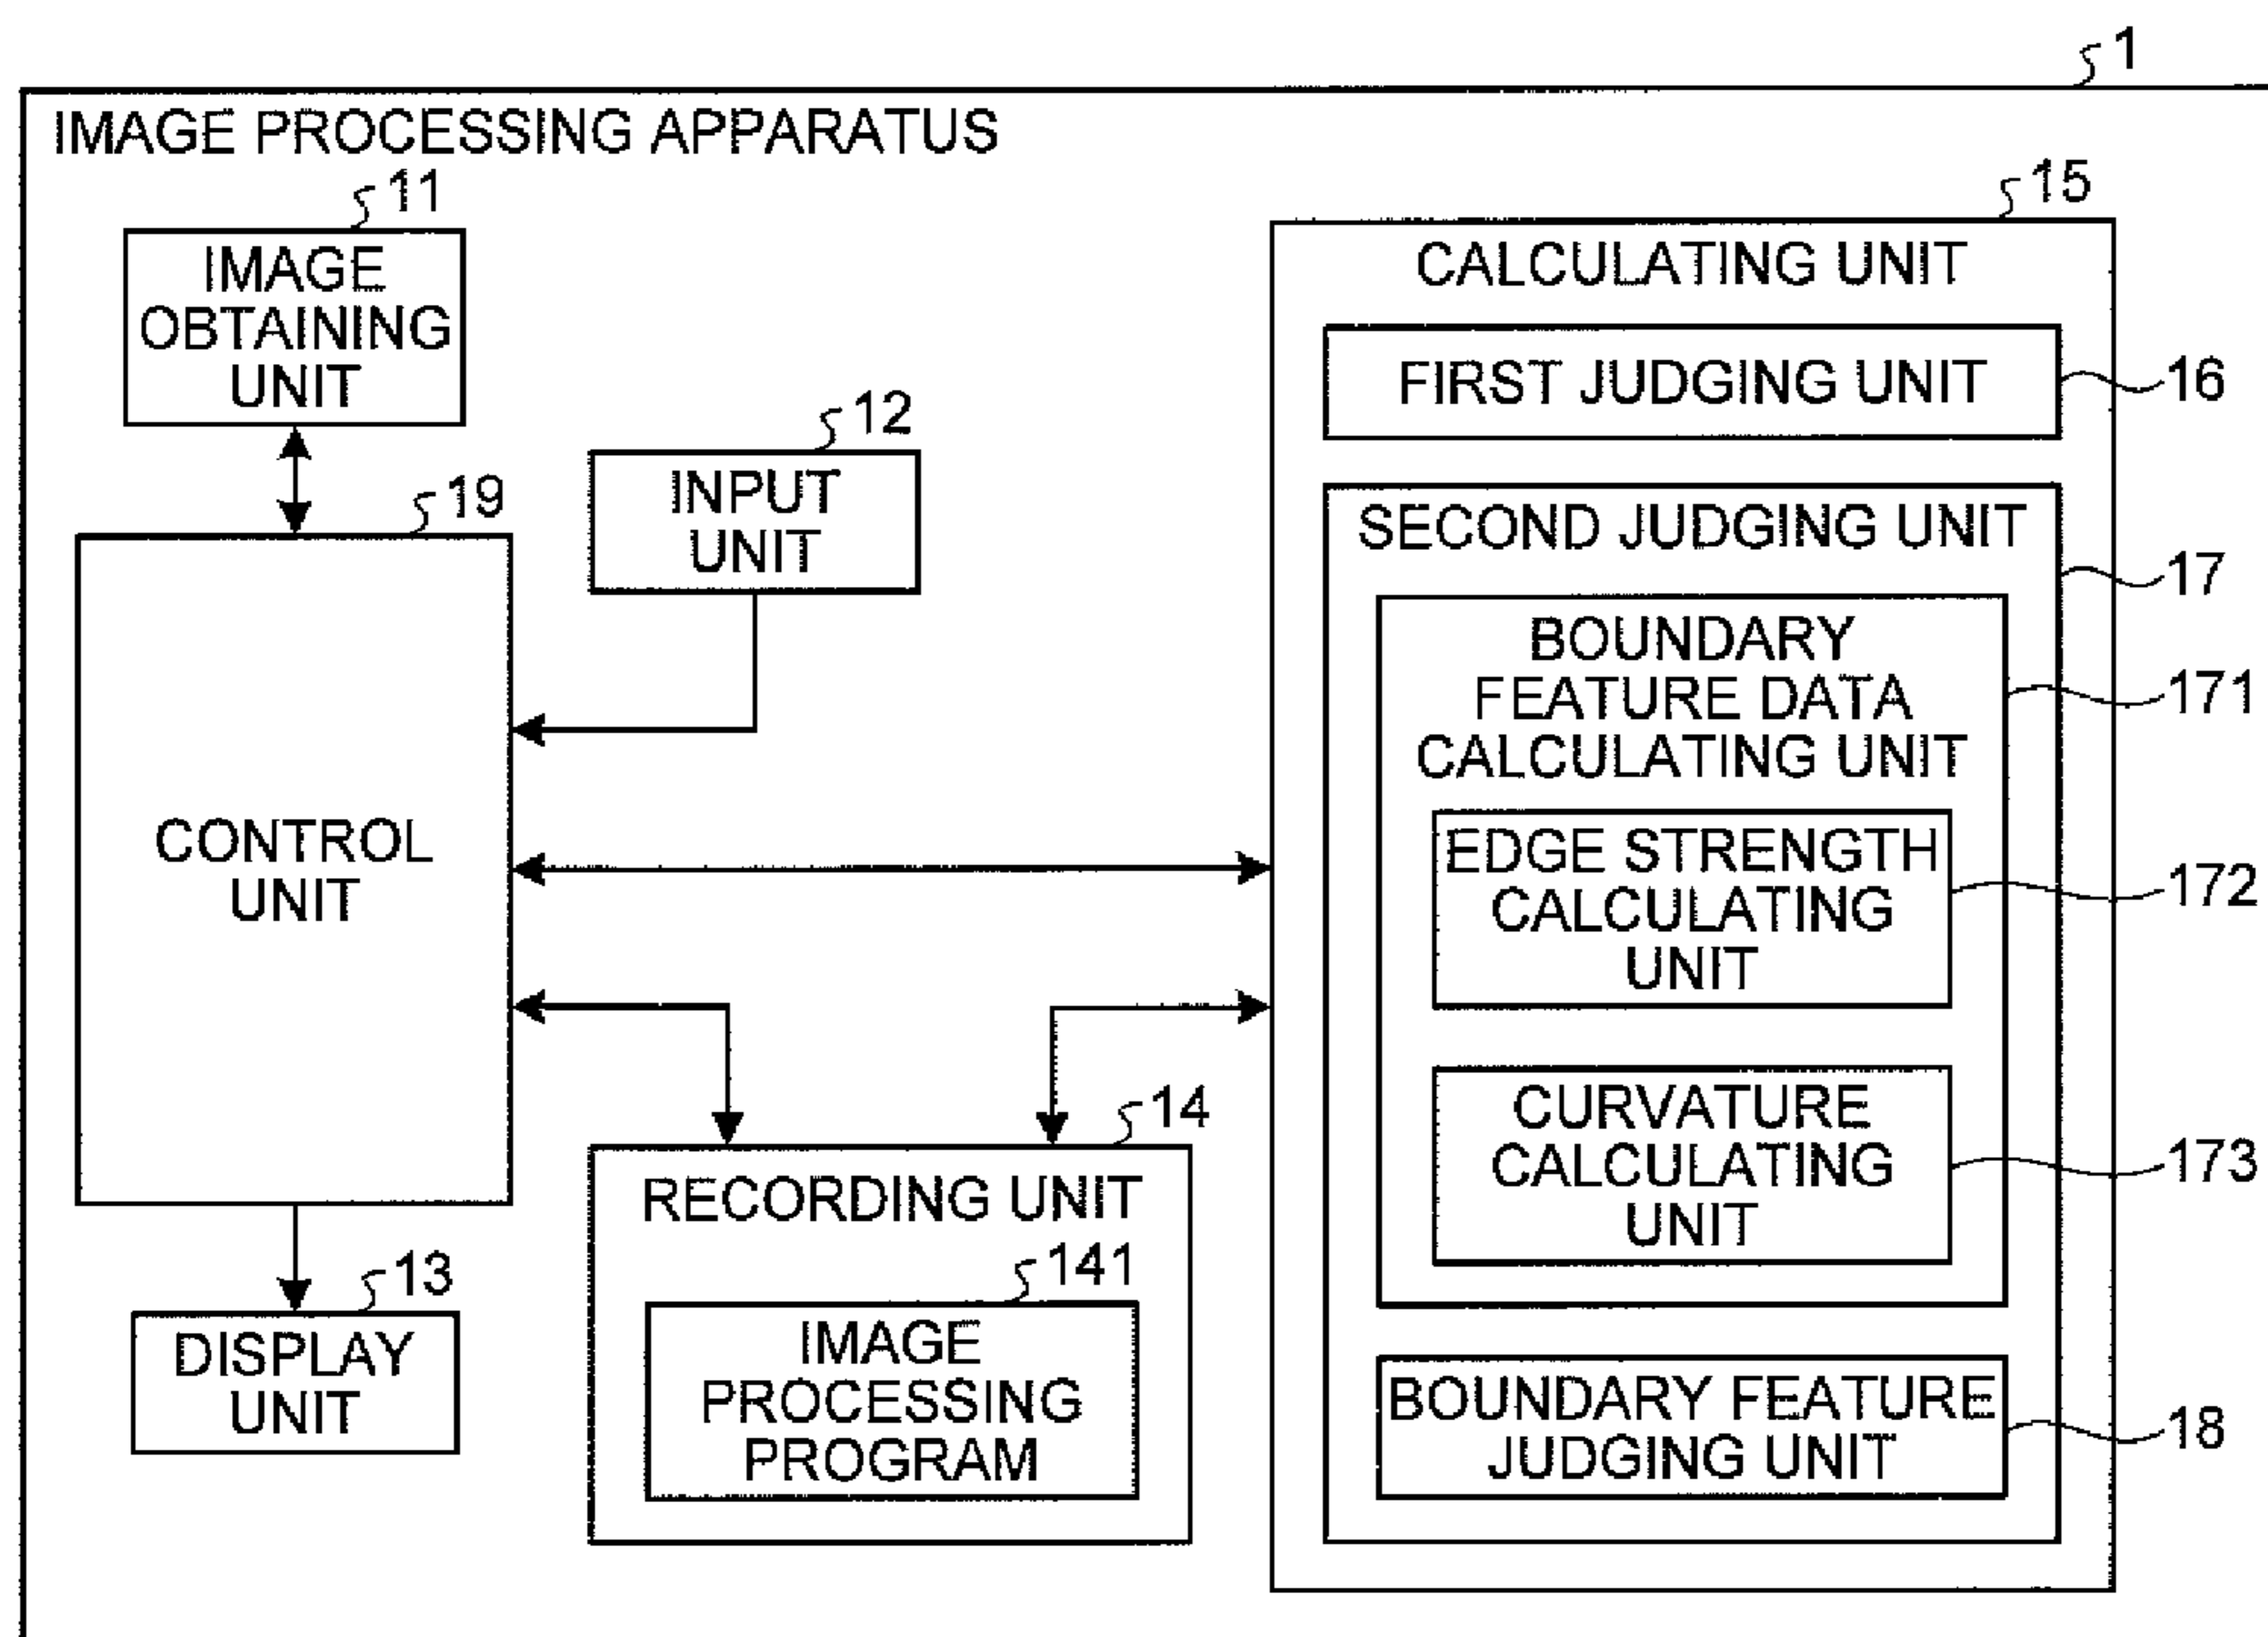 1
IMAGE PROCESSING APPARATUS
11
IMAGE
OBTAINING
UNIT
19
CONTROL
UNIT
12
INPUT
UNIT
13
DISPLAY
UNIT
14
RECORDING UNIT
141
IMAGE
PROCESSING
PROGRAM
15
CALCULATING UNIT
FIRST JUDGING UNIT
16
SECOND JUDGING UNIT
17
BOUNDARY
FEATURE DATA
CALCULATING UNIT
171
EDGE STRENGTH
CALCULATING
UNIT
172
CURVATURE
CALCULATING
UNIT
173
BOUNDARY FEATURE
JUDGING UNIT
18